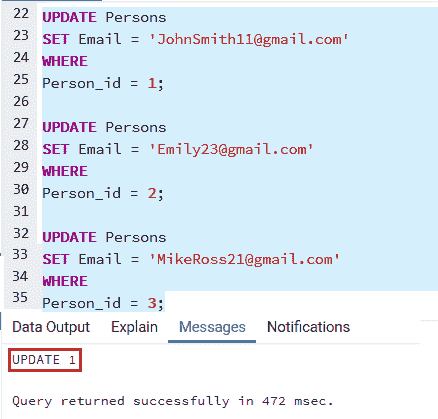 22 UPDATE Persons
23 SET Email = 'JohnSmith11@gmail.com'
24 WHERE
25 Person_id = 1;
26
27 UPDATE Persons
28 SET Email = 'Emily23@gmail.com'
29 WHERE
30 Person_id = 2;
31
32 UPDATE Persons
33 SET Email = 'MikeRoss21@gmail.com'
34 WHERE
35 Person_id = 3;
Data Output Explain Messages Notifications
UPDATE 1
Query returned successfully in 472 msec.